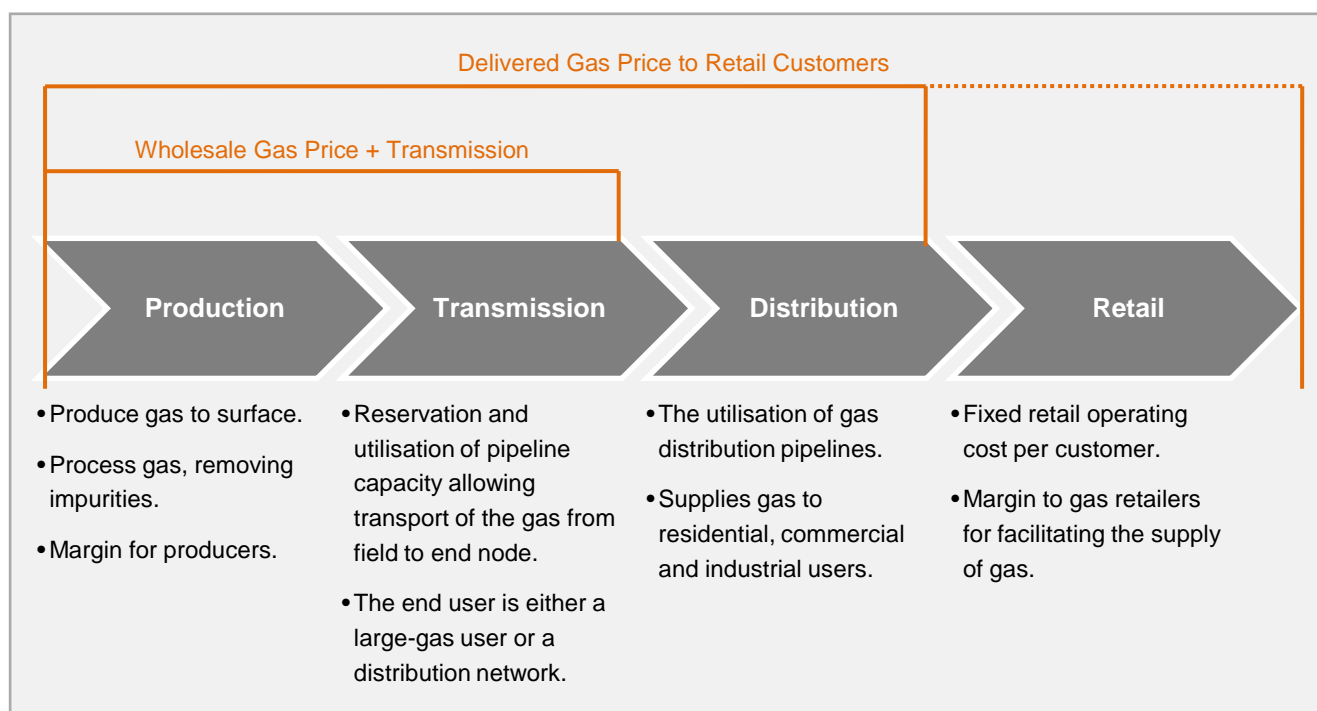 Delivered Gas Price to Retail Customers
Wholesale Gas Price + Transmission
Production
Transmission
Distribution
Retail
•Produce gas to surface.
•Process gas, removing
impurities.
•Margin for producers.
•Reservation and
utilisation of pipeline
capacity allowing
transport of the gas from
field to end node.
•The end user is either a
large-gas user or a
distribution network.
•The utilisation of gas
distribution pipelines.
•Supplies gas to
residential, commercial
and industrial users.
•Fixed retail operating
cost per customer.
•Margin to gas retailers
for facilitating the supply
of gas.